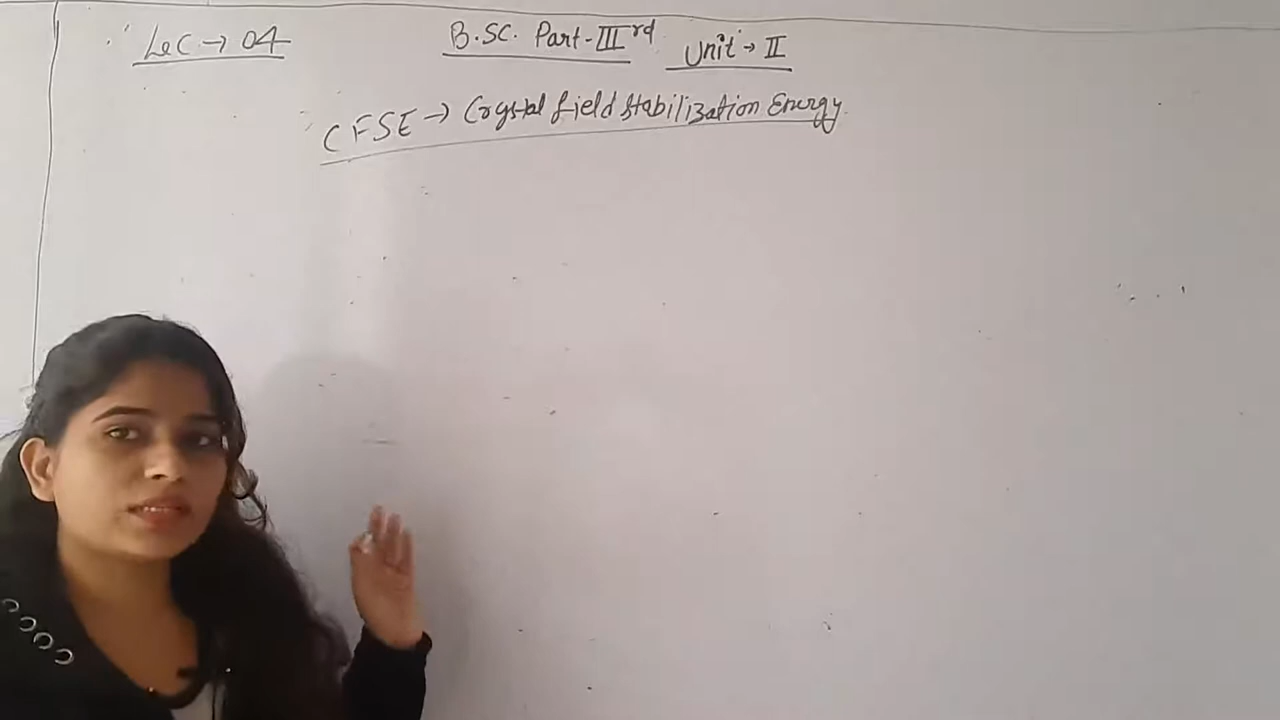 Lec → 04 B.SC. Part-IIIrd Unit → II
CFSE → Crystal field stabilization Energy